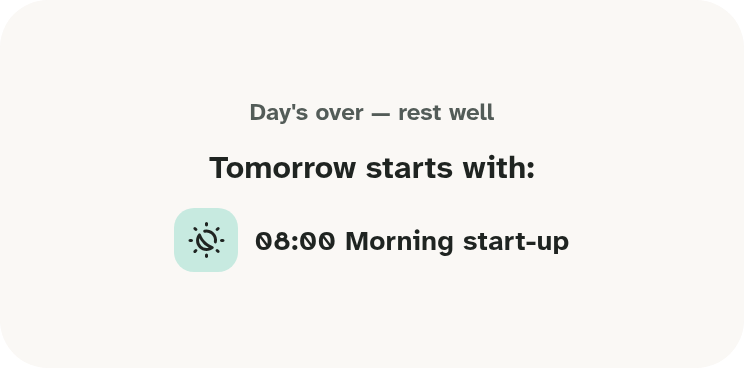 Day's over — rest well
Tomorrow starts with:
08:00 Morning start-up